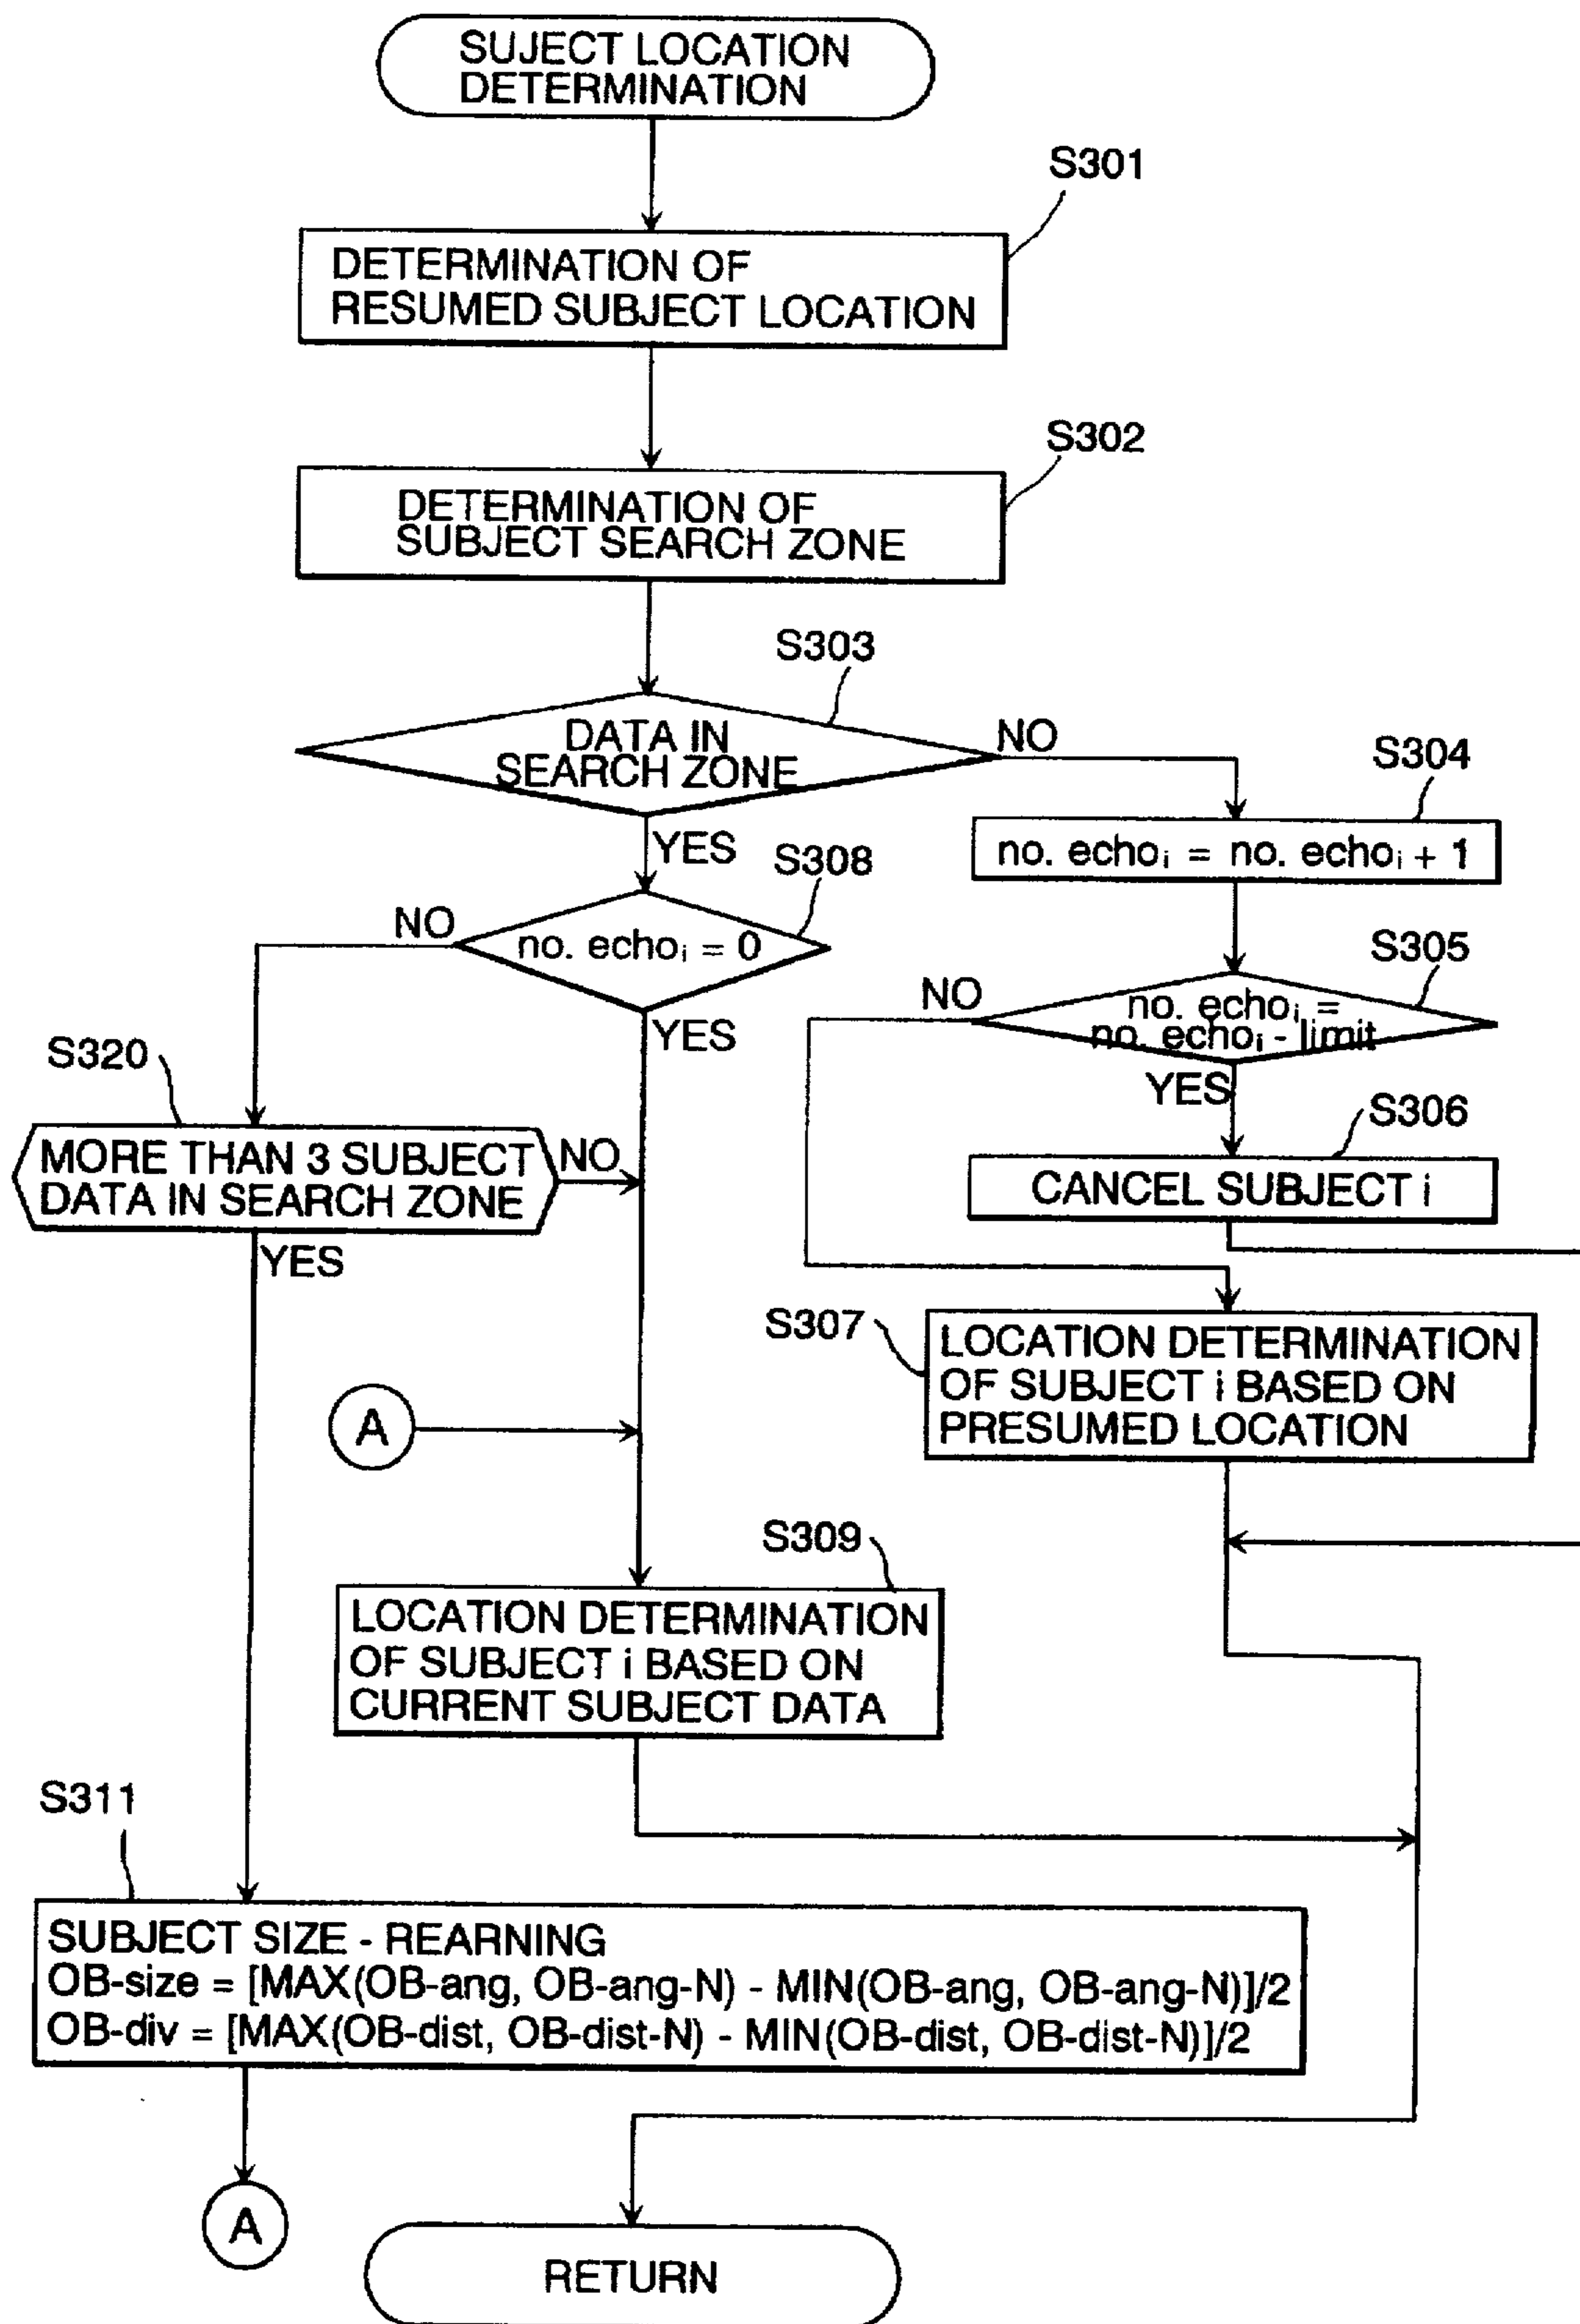 SUJECT LOCATION
DETERMINATION
S301
DETERMINATION OF
RESUMED SUBJECT LOCATION
S302
DETERMINATION OF
SUBJECT SEARCH ZONE
S303
DATA IN
SEARCH ZONE
NO
YES
S304
no. echoᵢ = no. echoᵢ + 1
S308
no. echoᵢ = 0
NO
YES
S305
no. echoᵢ =
no. echoᵢ - limit
NO
YES
S320
MORE THAN 3 SUBJECT
DATA IN SEARCH ZONE
NO
YES
S306
CANCEL SUBJECT i
S307
LOCATION DETERMINATION
OF SUBJECT i BASED ON
PRESUMED LOCATION
A
S309
LOCATION DETERMINATION
OF SUBJECT i BASED ON
CURRENT SUBJECT DATA
S311
SUBJECT SIZE - REARNING
OB-size = [MAX(OB-ang, OB-ang-N) - MIN(OB-ang, OB-ang-N)]/2
OB-div = [MAX(OB-dist, OB-dist-N) - MIN(OB-dist, OB-dist-N)]/2
A
RETURN